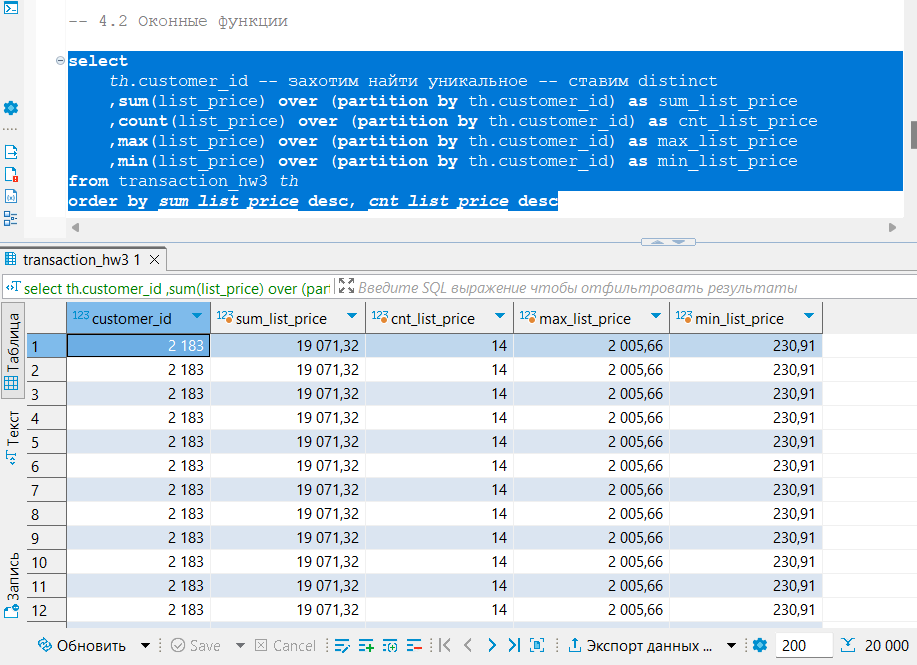 -- 4.2 Оконные функции
select
th.customer_id -- захотим найти уникальное -- ставим distinct
,sum(list_price) over (partition by th.customer_id) as sum_list_price
,count(list_price) over (partition by th.customer_id) as cnt_list_price
,max(list_price) over (partition by th.customer_id) as max_list_price
,min(list_price) over (partition by th.customer_id) as min_list_price
from transaction_hw3 th
order by sum_list_price desc, cnt_list_price desc
transaction_hw3 1
select th.customer_id ,sum(list_price) over (par Введите SQL выражение чтобы отфильтровать результаты
Таблица
Текст
Запись
123 customer_id 123 sum_list_price 123 cnt_list_price 123 max_list_price 123 min_list_price
1 2 183 19 071,32 14 2 005,66 230,91
2 2 183 19 071,32 14 2 005,66 230,91
3 2 183 19 071,32 14 2 005,66 230,91
4 2 183 19 071,32 14 2 005,66 230,91
5 2 183 19 071,32 14 2 005,66 230,91
6 2 183 19 071,32 14 2 005,66 230,91
7 2 183 19 071,32 14 2 005,66 230,91
8 2 183 19 071,32 14 2 005,66 230,91
9 2 183 19 071,32 14 2 005,66 230,91
10 2 183 19 071,32 14 2 005,66 230,91
11 2 183 19 071,32 14 2 005,66 230,91
12 2 183 19 071,32 14 2 005,66 230,91
Обновить Save Cancel Экспорт данных ... 200 20 000